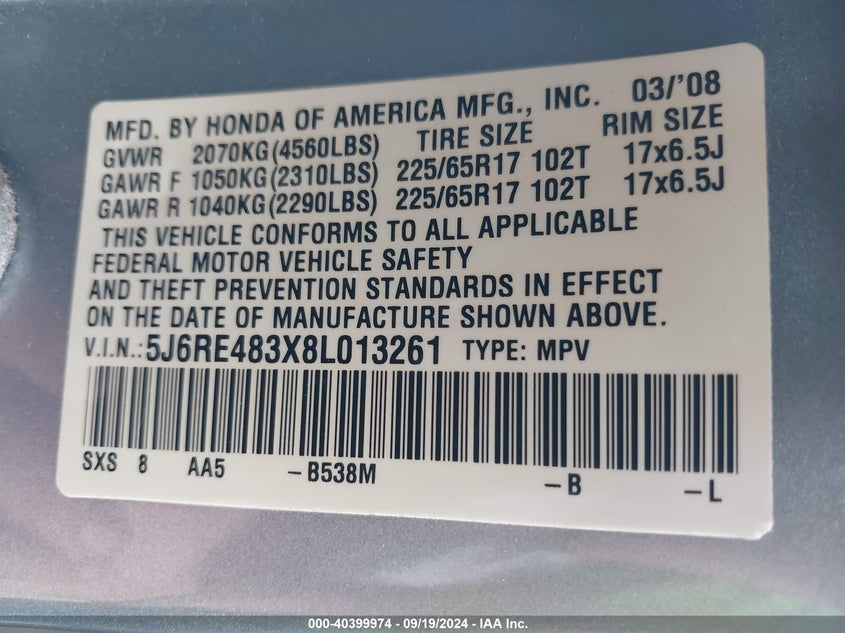 MFD. BY HONDA OF AMERICA MFG., INC. 03/'08
GVWR 2070KG(4560LBS) TIRE SIZE RIM SIZE
GAWR F 1050KG(2310LBS) 225/65R17 102T 17x6.5J
GAWR R 1040KG(2290LBS) 225/65R17 102T 17x6.5J
THIS VEHICLE CONFORMS TO ALL APPLICABLE
FEDERAL MOTOR VEHICLE SAFETY
AND THEFT PREVENTION STANDARDS IN EFFECT
ON THE DATE OF MANUFACTURE SHOWN ABOVE.
V.I.N.:5J6RE483X8L013261 TYPE: MPV
SXS 8 AA5 -B538M -B -L
000-40399974 - 09/19/2024 - IAA Inc.